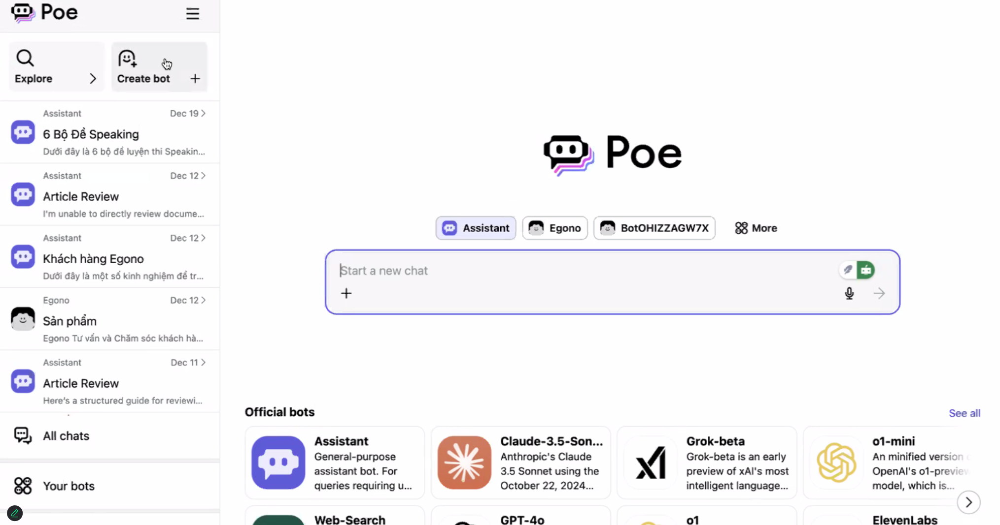 Poe
Explore
Create bot
Assistant Dec 19
6 Bộ Đề Speaking
Dưới đây là 6 bộ đề luyện thi Speakin...
Assistant Dec 12
Article Review
I'm unable to directly review docume...
Assistant Dec 12
Khách hàng Egono
Dưới đây là một số kinh nghiệm để tr...
Egono Dec 12
Sản phẩm
Egono Tư vấn và Chăm sóc khách hà...
Assistant Dec 11
Article Review
Here's a structured guide for reviewi...
All chats
Your bots
Poe
Assistant Egono BotOHIZZAGW7X More
Start a new chat
Official bots See all
Assistant
General-purpose
assistant bot. For
queries requiring u...
Claude-3.5-Son...
Anthropic's Claude
3.5 Sonnet using the
October 22, 2024...
Grok-beta
Grok-beta is an early
preview of xAI's most
intelligent language...
o1-mini
An minified version
OpenAI's o1-preview
model, which is...
Web-Search
GPT-4o
o1
ElevenLabs